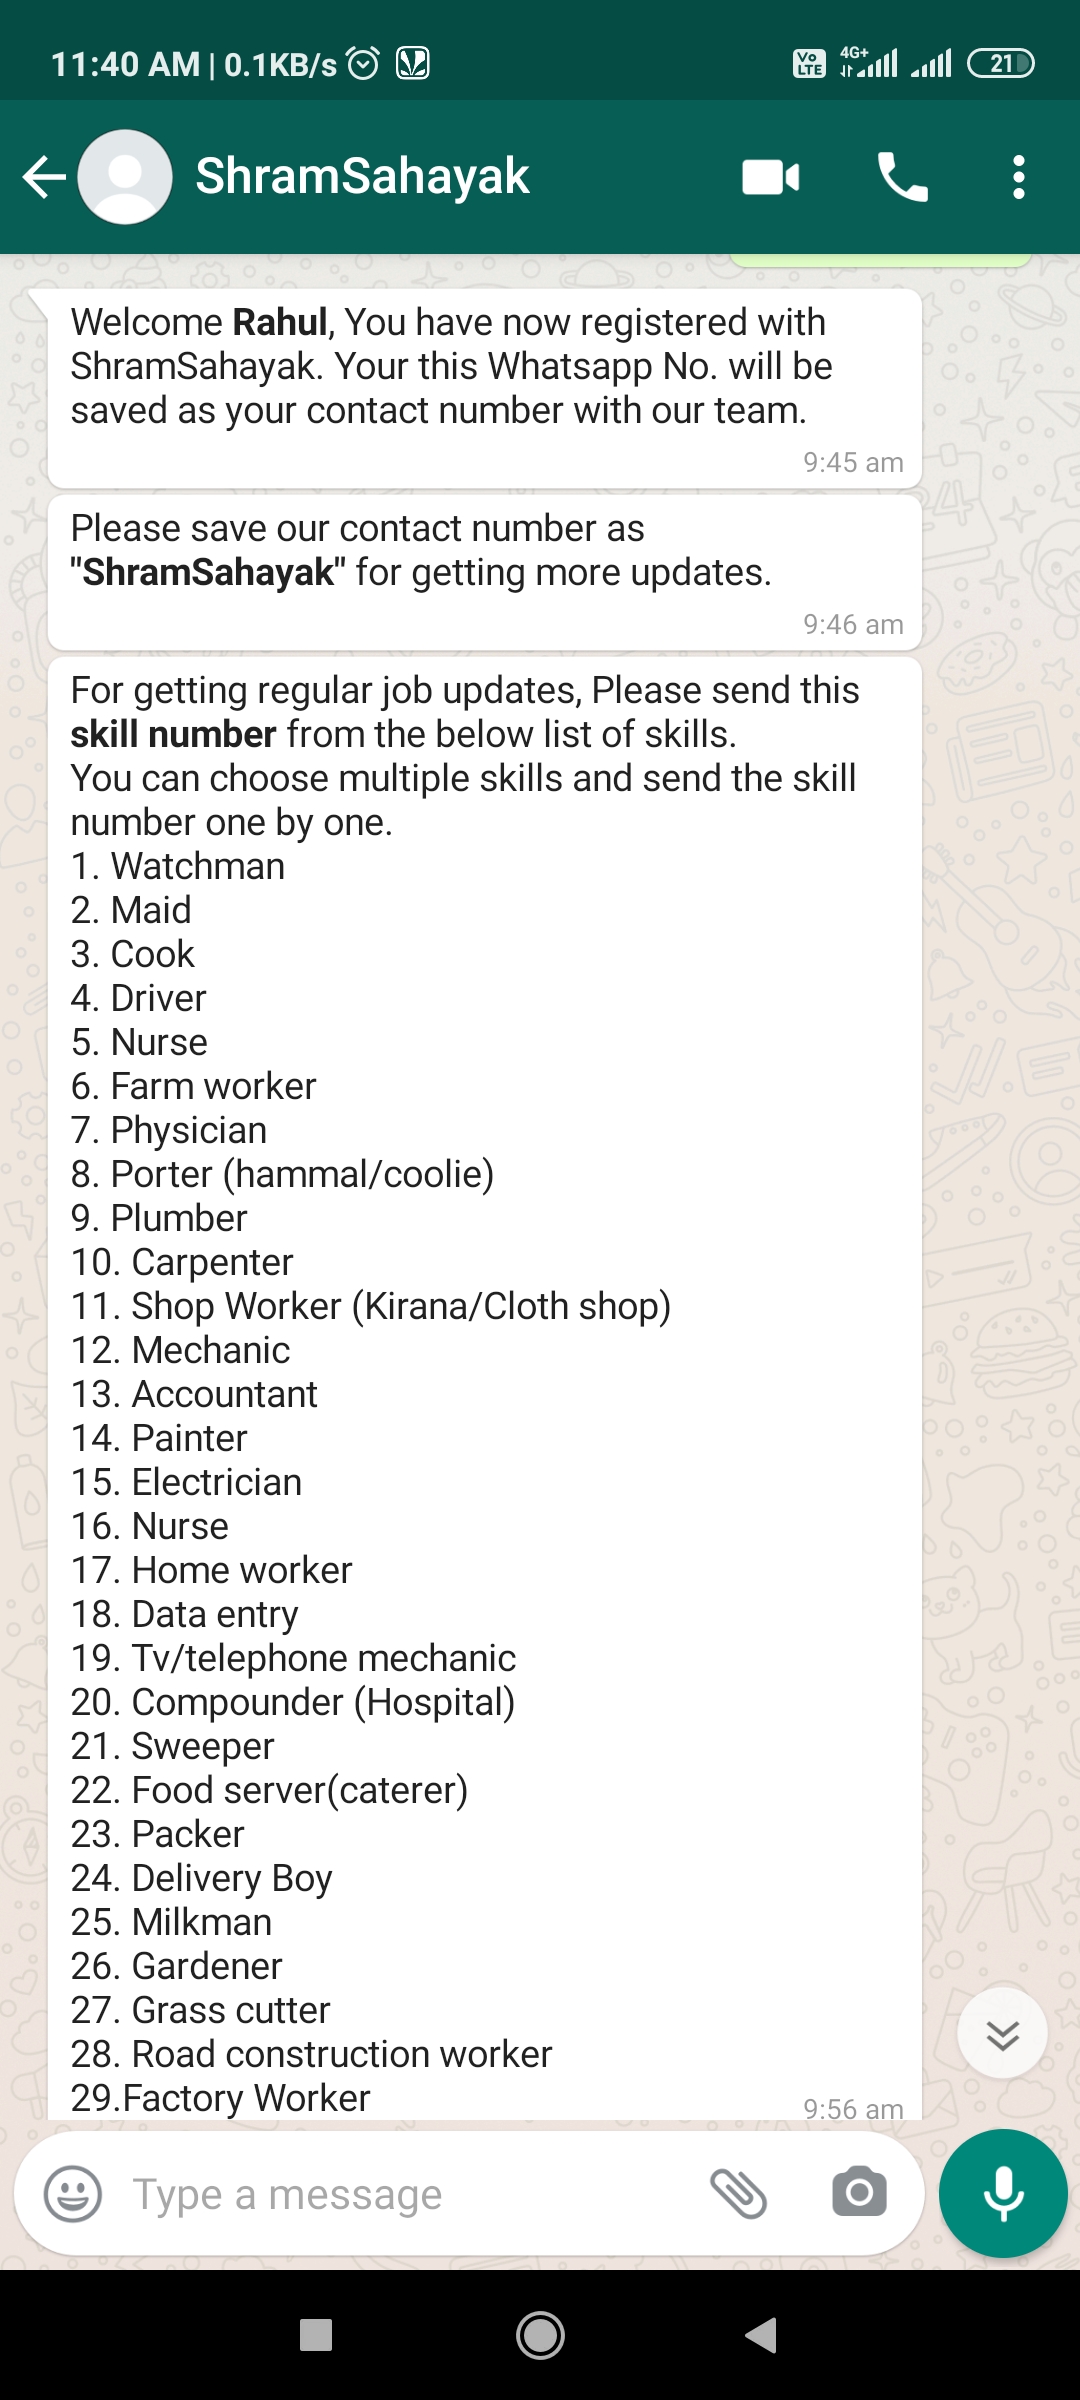 11:40 AM | 0.1KB/s
Vo LTE 4G+ 21
ShramSahayak
Welcome Rahul, You have now registered with
ShramSahayak. Your this Whatsapp No. will be
saved as your contact number with our team.
9:45 am
Please save our contact number as
"ShramSahayak" for getting more updates.
9:46 am
For getting regular job updates, Please send this
skill number from the below list of skills.
You can choose multiple skills and send the skill
number one by one.
1. Watchman
2. Maid
3. Cook
4. Driver
5. Nurse
6. Farm worker
7. Physician
8. Porter (hammal/coolie)
9. Plumber
10. Carpenter
11. Shop Worker (Kirana/Cloth shop)
12. Mechanic
13. Accountant
14. Painter
15. Electrician
16. Nurse
17. Home worker
18. Data entry
19. Tv/telephone mechanic
20. Compounder (Hospital)
21. Sweeper
22. Food server(caterer)
23. Packer
24. Delivery Boy
25. Milkman
26. Gardener
27. Grass cutter
28. Road construction worker
29.Factory Worker
9:56 am
Type a message